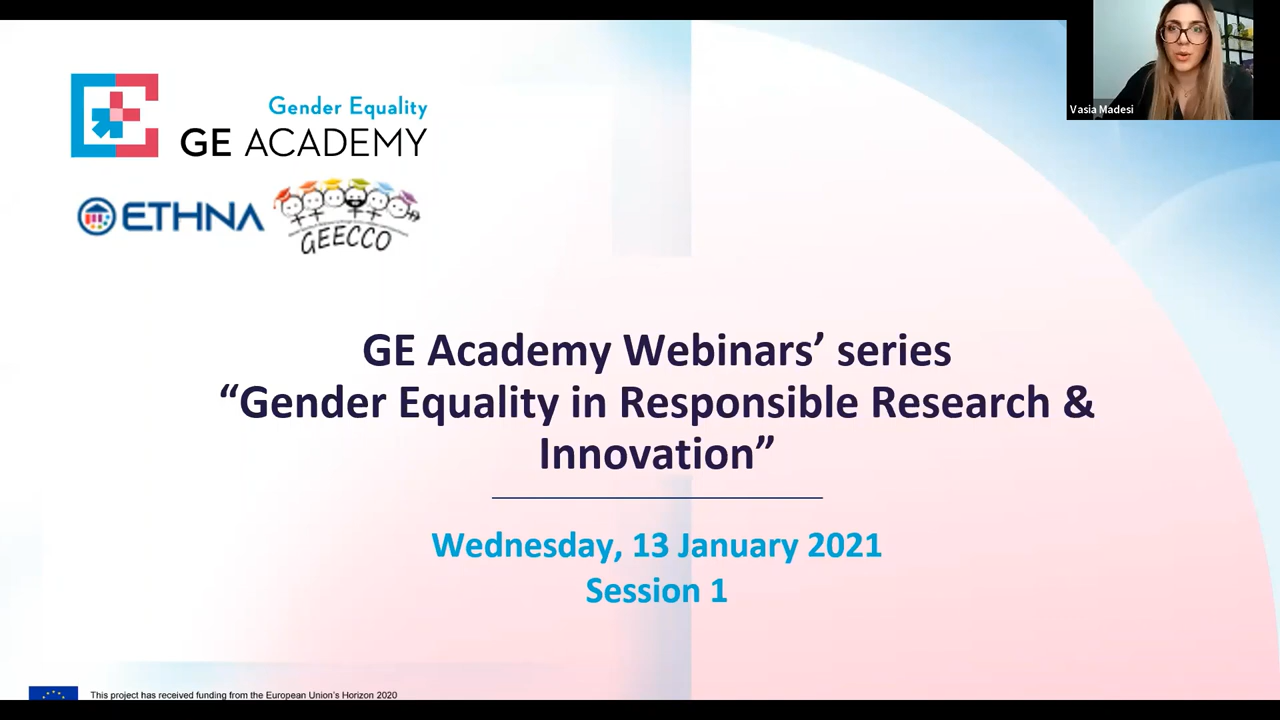 Vasia Madesi
Gender Equality
GE ACADEMY
ETHNA
GEECCO
GE Academy Webinars’ series
“Gender Equality in Responsible Research &
Innovation”
Wednesday, 13 January 2021
Session 1
This project has received funding from the European Union’s Horizon 2020